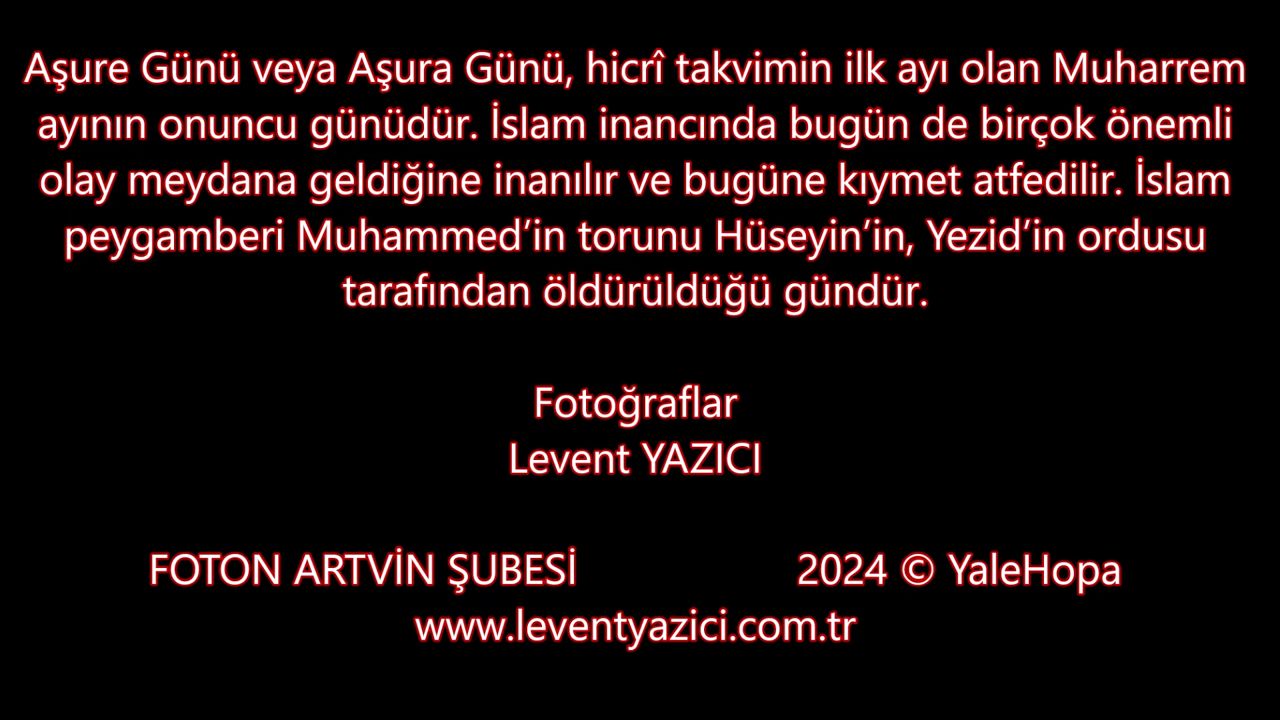 Aşure Günü veya Aşura Günü, hicrî takvimin ilk ayı olan Muharrem
ayının onuncu günüdür. İslam inancında bugün de birçok önemli
olay meydana geldiğine inanılır ve bugüne kıymet atfedilir. İslam
peygamberi Muhammed’in torunu Hüseyin’in, Yezid’in ordusu
tarafından öldürüldüğü gündür.
Fotoğraflar
Levent YAZICI
FOTON ARTVİN ŞUBESİ 2024 © YaleHopa
www.leventyazici.com.tr